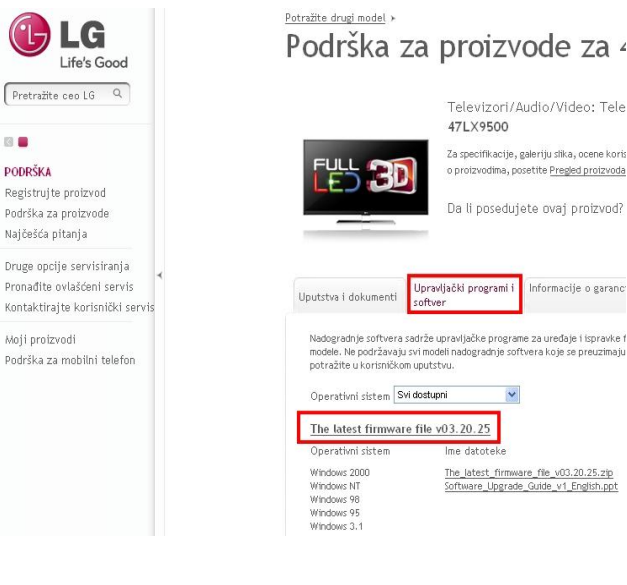 LG
Life's Good
Pretražite ceo LG
PODRŠKA
Registrujte proizvod
Podrška za proizvode
Najčešća pitanja
Druge opcije servisiranja
Pronađite ovlašćeni servis
Kontaktirajte korisnički servis
Moji proizvodi
Podrška za mobilni telefon
Potražite drugi model
Podrška za proizvode za 4
Televizori/Audio/Video: Tele
47LX9500
FULL
LED 3D
Za specifikacije, galeriju slika, ocene koris
o proizvodima, posetite Pregled proizvoda
Da li posedujete ovaj proizvod?
Uputstva i dokumenti
Upravljački programi i
softver
Informacije o garanc
Nadogradnje softvera sadrže upravljačke programe za uređaje i ispravke f
modele. Ne podržavaju svi modeli nadogradnje softvera koje se preuzimaju
potražite u korisničkom uputstvu.
Operativni sistem Svi dostupni
The latest firmware file v03.20.25
Operativni sistem Ime datoteke
Windows 2000 The_latest_firmware_file_v03.20.25.zip
Windows NT Software_Upgrade_Guide_v1_English.ppt
Windows 98
Windows 95
Windows 3.1